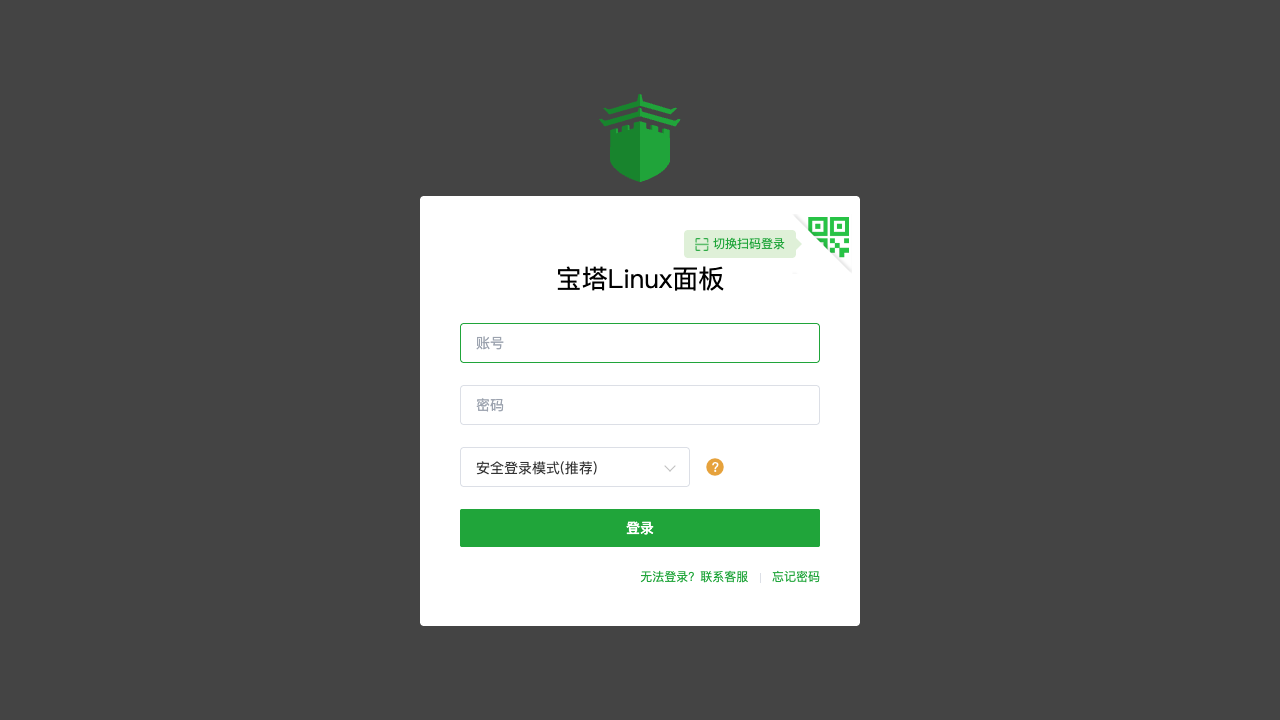 切换扫码登录
宝塔Linux面板
账号
密码
安全登录模式(推荐)
?
登录
无法登录? 联系客服 | 忘记密码